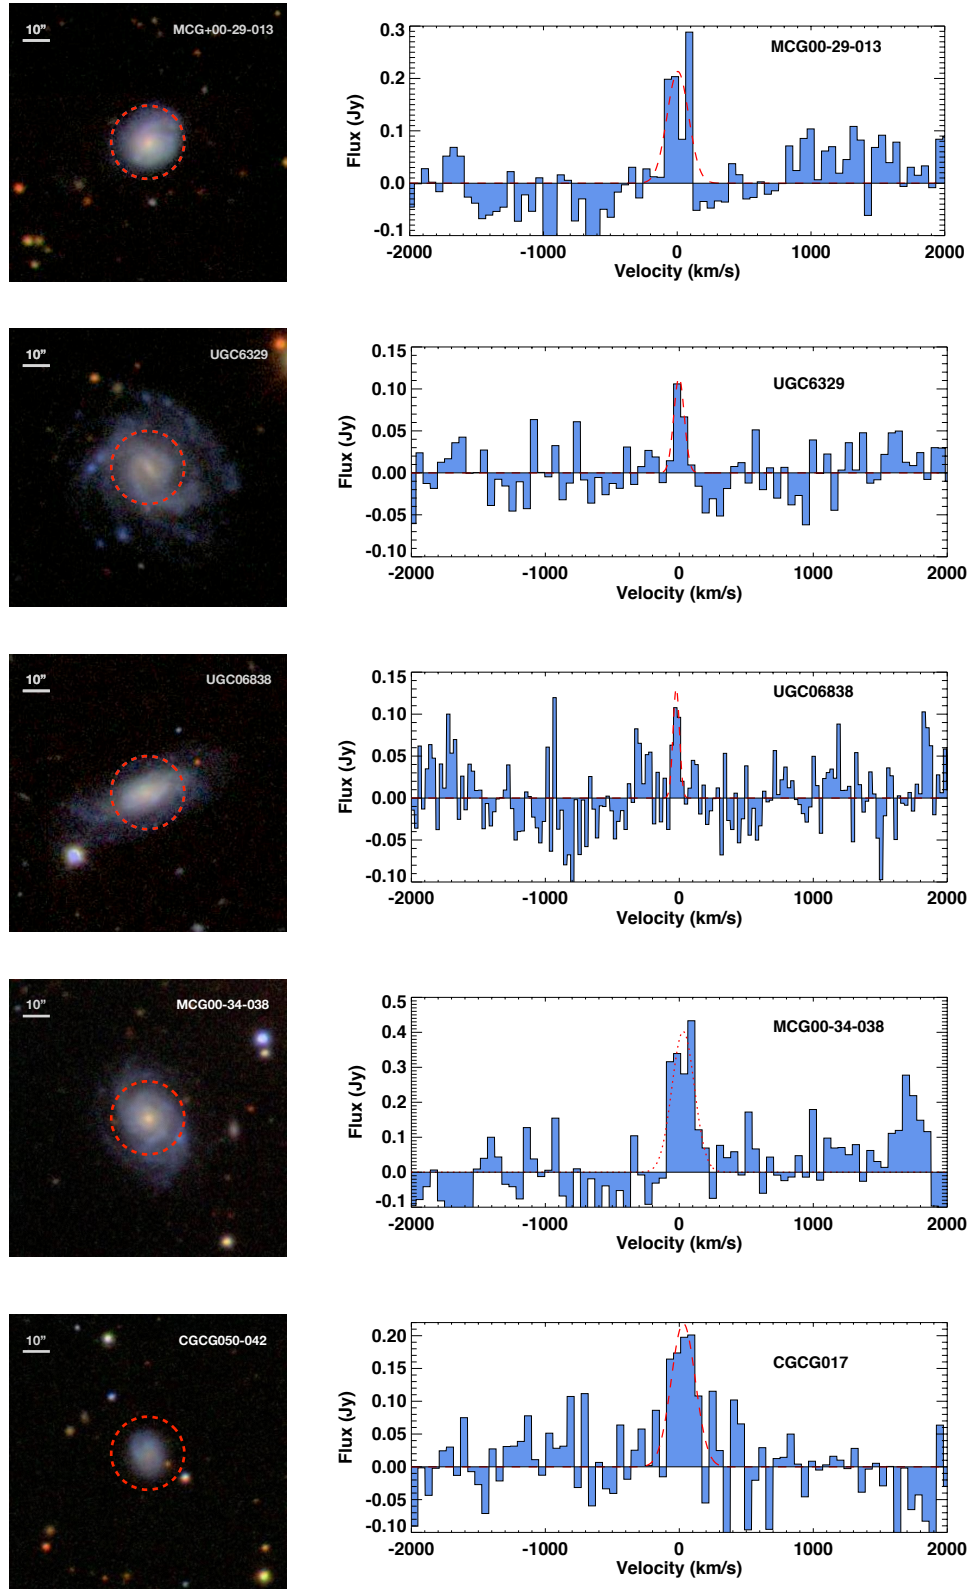 10"
MCG+00-29-013
MCG00-29-013
Flux (Jy)
0.3
0.2
0.1
0.0
-0.1
-2000 -1000 0 1000 2000
Velocity (km/s)
10"
UGC6329
UGC6329
Flux (Jy)
0.15
0.10
0.05
0.00
-0.05
-0.10
-2000 -1000 0 1000 2000
Velocity (km/s)
10"
UGC06838
UGC06838
Flux (Jy)
0.15
0.10
0.05
0.00
-0.05
-0.10
-2000 -1000 0 1000 2000
Velocity (km/s)
10"
MCG00-34-038
MCG00-34-038
Flux (Jy)
0.5
0.4
0.3
0.2
0.1
0.0
-0.1
-2000 -1000 0 1000 2000
Velocity (km/s)
10"
CGCG050-042
CGCG017
Flux (Jy)
0.20
0.15
0.10
0.05
0.00
-0.05
-0.10
-2000 -1000 0 1000 2000
Velocity (km/s)